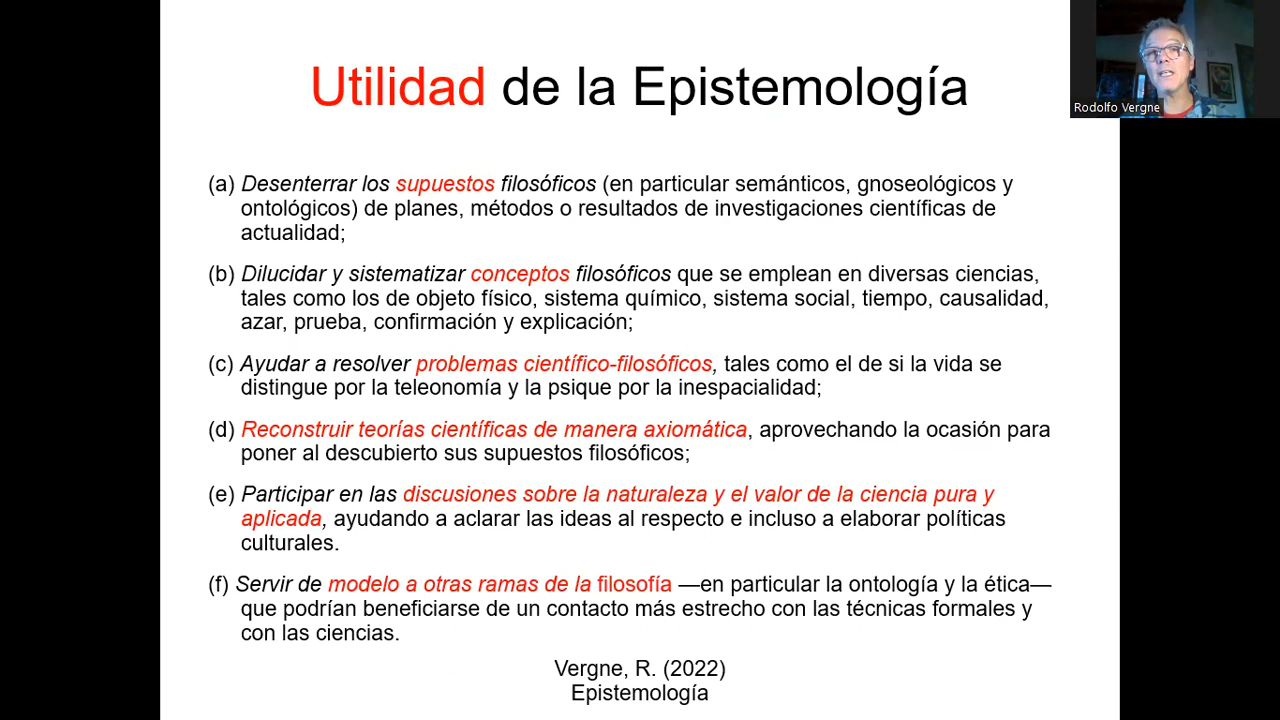 Utilidad de la Epistemología
Rodolfo Vergne
(a) Desenterrar los supuestos filosóficos (en particular semánticos, gnoseológicos y
ontológicos) de planes, métodos o resultados de investigaciones científicas de
actualidad;
(b) Dilucidar y sistematizar conceptos filosóficos que se emplean en diversas ciencias,
tales como los de objeto físico, sistema químico, sistema social, tiempo, causalidad,
azar, prueba, confirmación y explicación;
(c) Ayudar a resolver problemas científico-filosóficos, tales como el de si la vida se
distingue por la teleonomía y la psique por la inespacialidad;
(d) Reconstruir teorías científicas de manera axiomática, aprovechando la ocasión para
poner al descubierto sus supuestos filosóficos;
(e) Participar en las discusiones sobre la naturaleza y el valor de la ciencia pura y
aplicada, ayudando a aclarar las ideas al respecto e incluso a elaborar políticas
culturales.
(f) Servir de modelo a otras ramas de la filosofía —en particular la ontología y la ética—
que podrían beneficiarse de un contacto más estrecho con las técnicas formales y
con las ciencias.
Vergne, R. (2022)
Epistemología